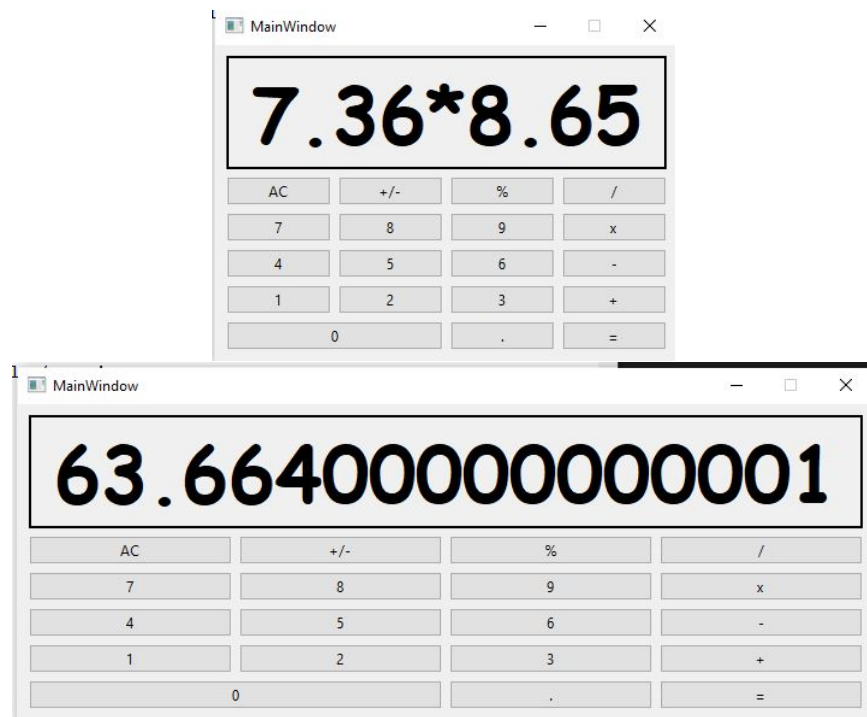 MainWindow
7.36*8.65
AC +/- % /
7 8 9 x
4 5 6 -
1 2 3 +
0 . =
MainWindow
63.664000000000001
AC +/- % /
7 8 9 x
4 5 6 -
1 2 3 +
0 . =